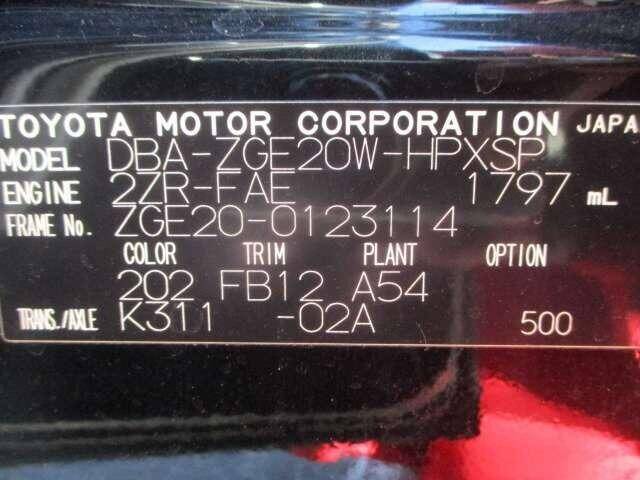 TOYOTA MOTOR CORPORATION JAPA
MODEL DBA-ZGE20W-HPXSP
ENGINE 2ZR-FAE 1797 mL
FRAME No. ZGE20-0123114
COLOR TRIM PLANT OPTION
202 FB12 A54
TRANS./AXLE K311 -02A 500